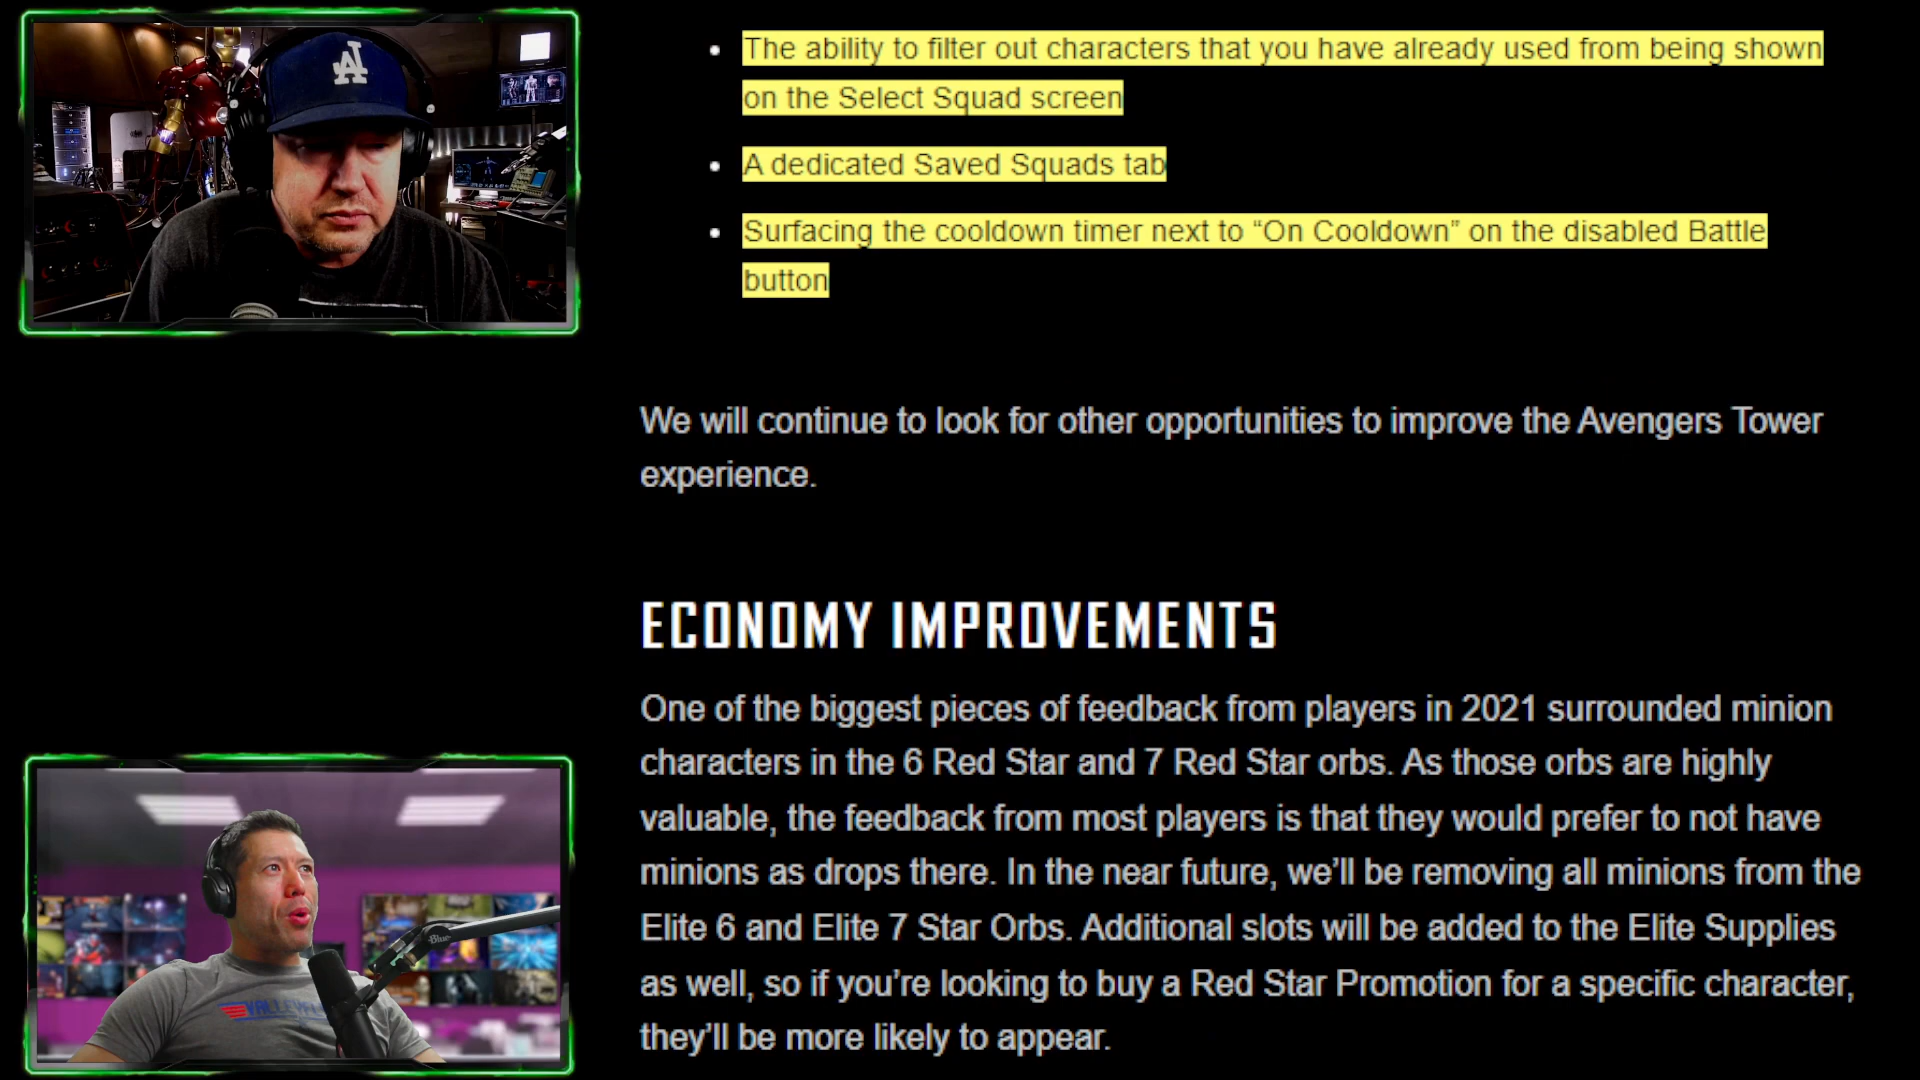 The ability to filter out characters that you have already used from being shown
on the Select Squad screen
A dedicated Saved Squads tab
Surfacing the cooldown timer next to “On Cooldown” on the disabled Battle
button
We will continue to look for other opportunities to improve the Avengers Tower
experience.
ECONOMY IMPROVEMENTS
One of the biggest pieces of feedback from players in 2021 surrounded minion
characters in the 6 Red Star and 7 Red Star orbs. As those orbs are highly
valuable, the feedback from most players is that they would prefer to not have
minions as drops there. In the near future, we’ll be removing all minions from the
Elite 6 and Elite 7 Star Orbs. Additional slots will be added to the Elite Supplies
as well, so if you’re looking to buy a Red Star Promotion for a specific character,
they’ll be more likely to appear.
LA
Blue